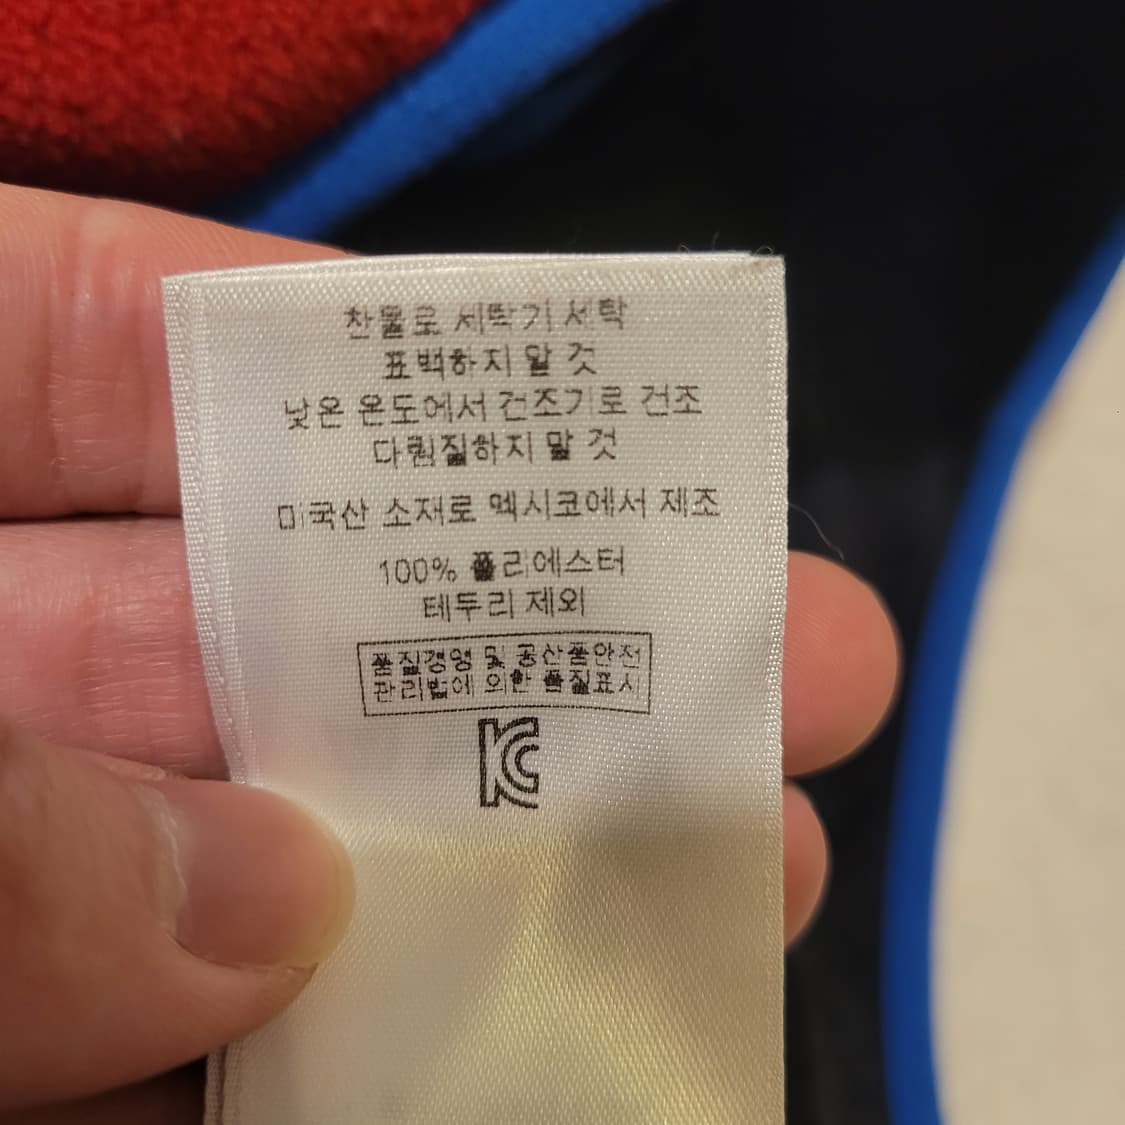 찬물로 세탁기 세탁
표백하지 말 것
낮은 온도에서 건조기로 건조
다림질하지 말 것
미국산 소재로 멕시코에서 제조
100% 폴리에스터
테두리 제외
품질경영 및 공산품안전
관리법에 의한 품질표시
KC